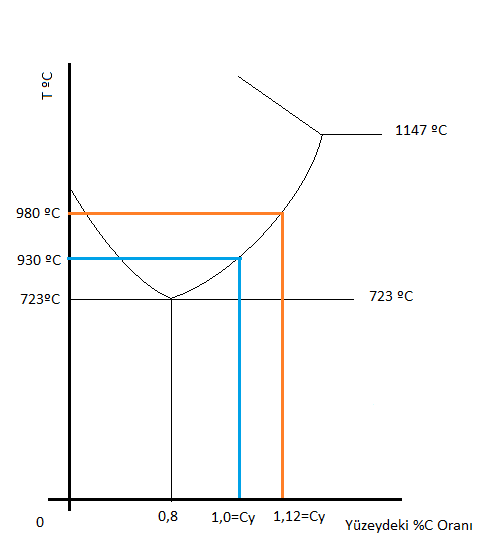 T ºC
1147 ºC
980 ºC
930 ºC
723ºC
723 ºC
0
0,8
1,0=Cy
1,12=Cy
Yüzeydeki %C Oranı